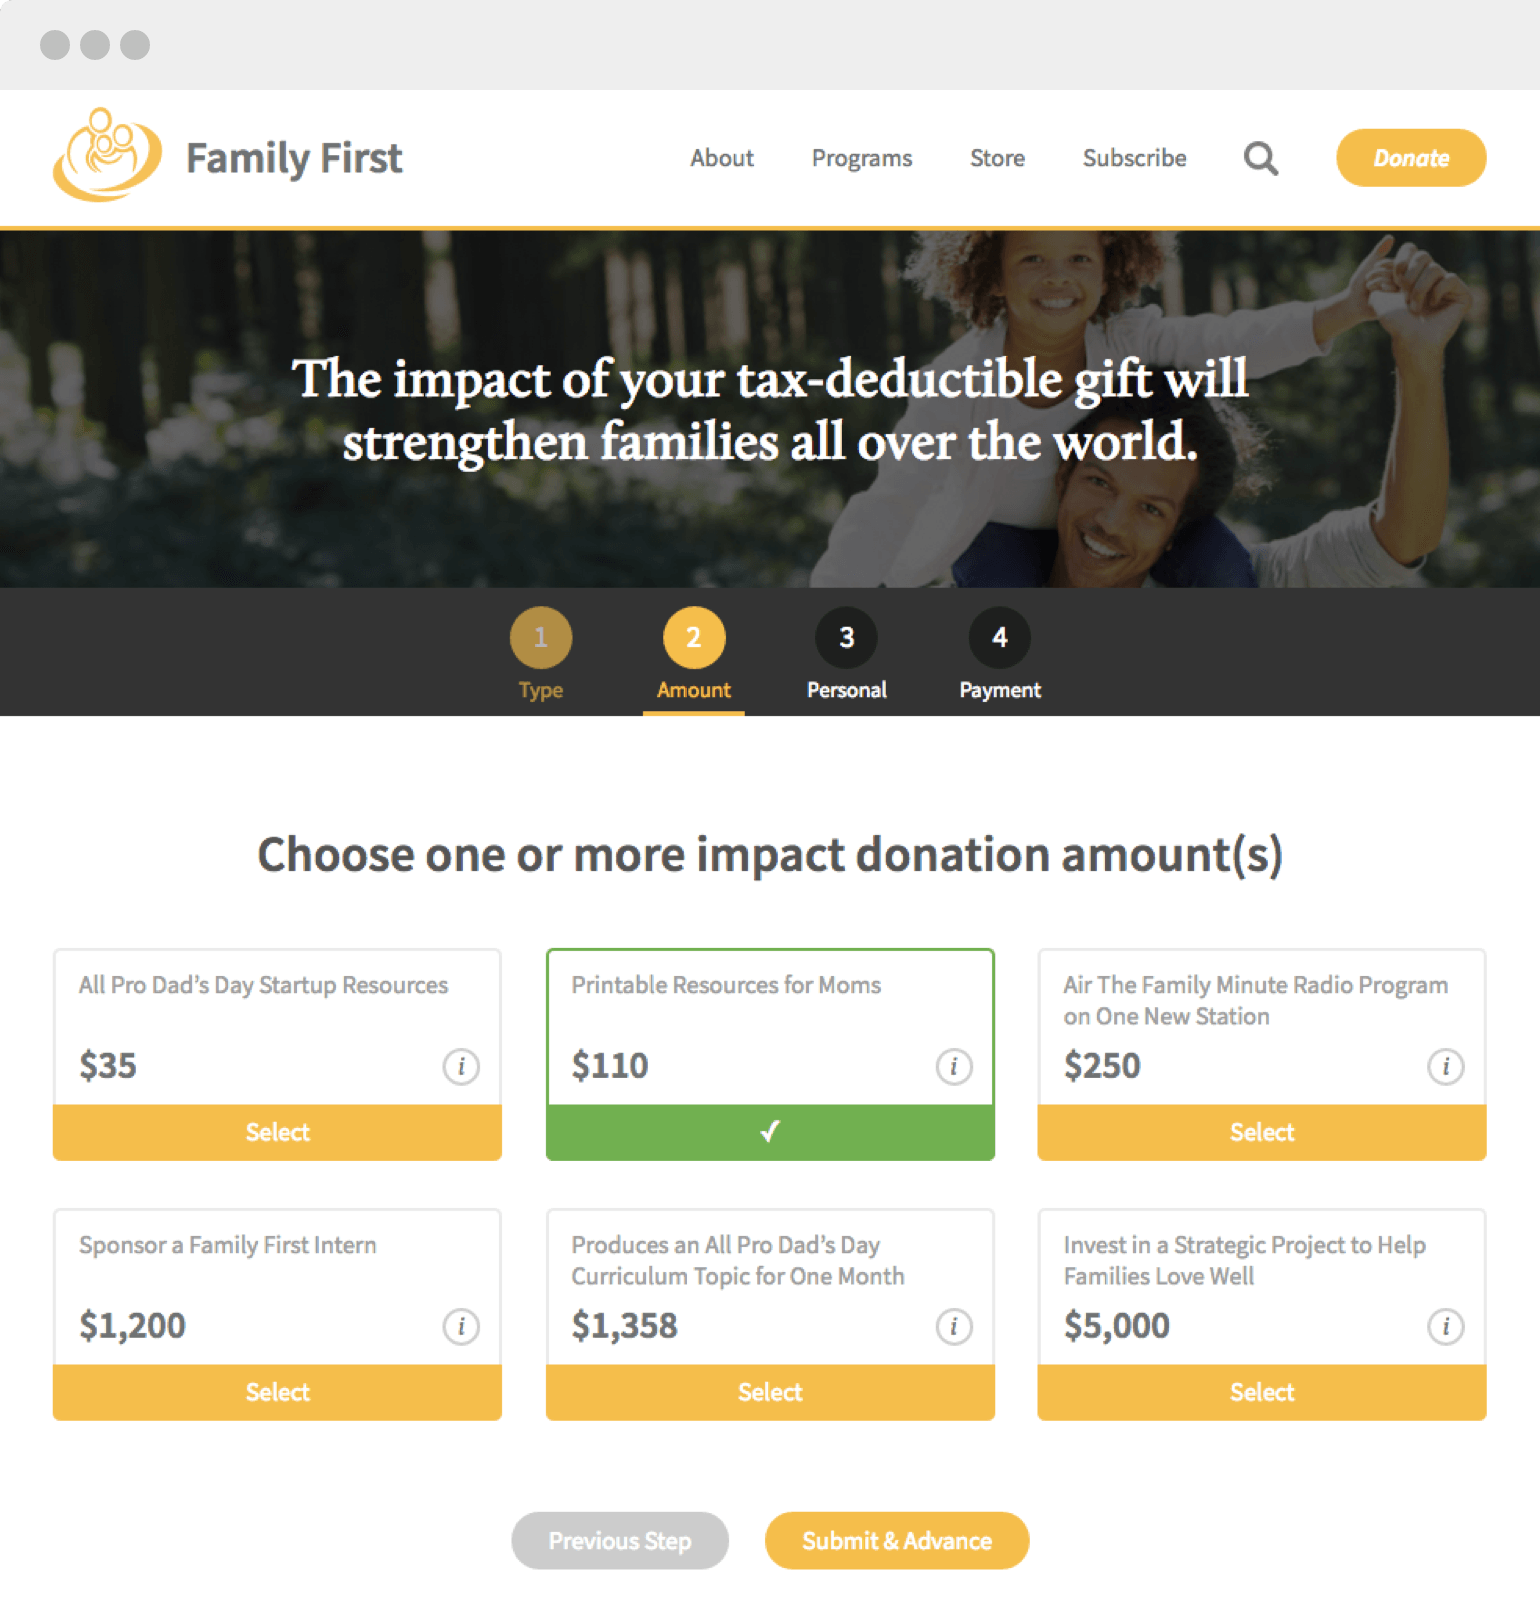 Family First
About
Programs
Store
Subscribe
Donate
The impact of your tax-deductible gift will
strengthen families all over the world.
1
Type
2
Amount
3
Personal
4
Payment
Choose one or more impact donation amount(s)
All Pro Dad’s Day Startup Resources
$35
i
Select
Printable Resources for Moms
$110
i
Air The Family Minute Radio Program
on One New Station
$250
i
Select
Sponsor a Family First Intern
$1,200
i
Select
Produces an All Pro Dad’s Day
Curriculum Topic for One Month
$1,358
i
Select
Invest in a Strategic Project to Help
Families Love Well
$5,000
i
Select
Previous Step
Submit & Advance